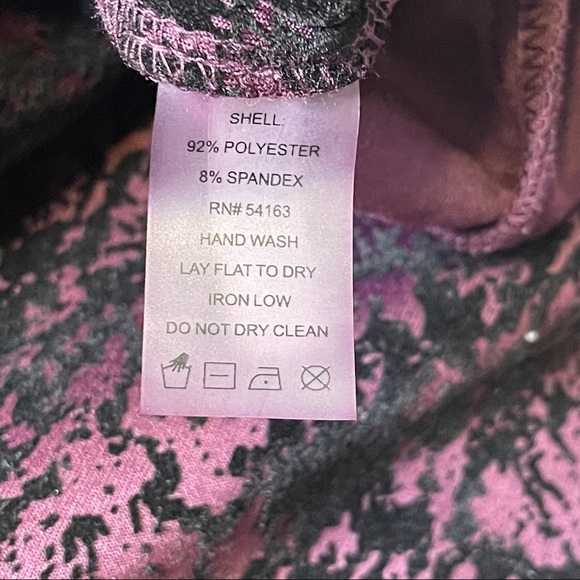 SHELL:
92% POLYESTER
8% SPANDEX
RN# 54163
HAND WASH
LAY FLAT TO DRY
IRON LOW
DO NOT DRY CLEAN